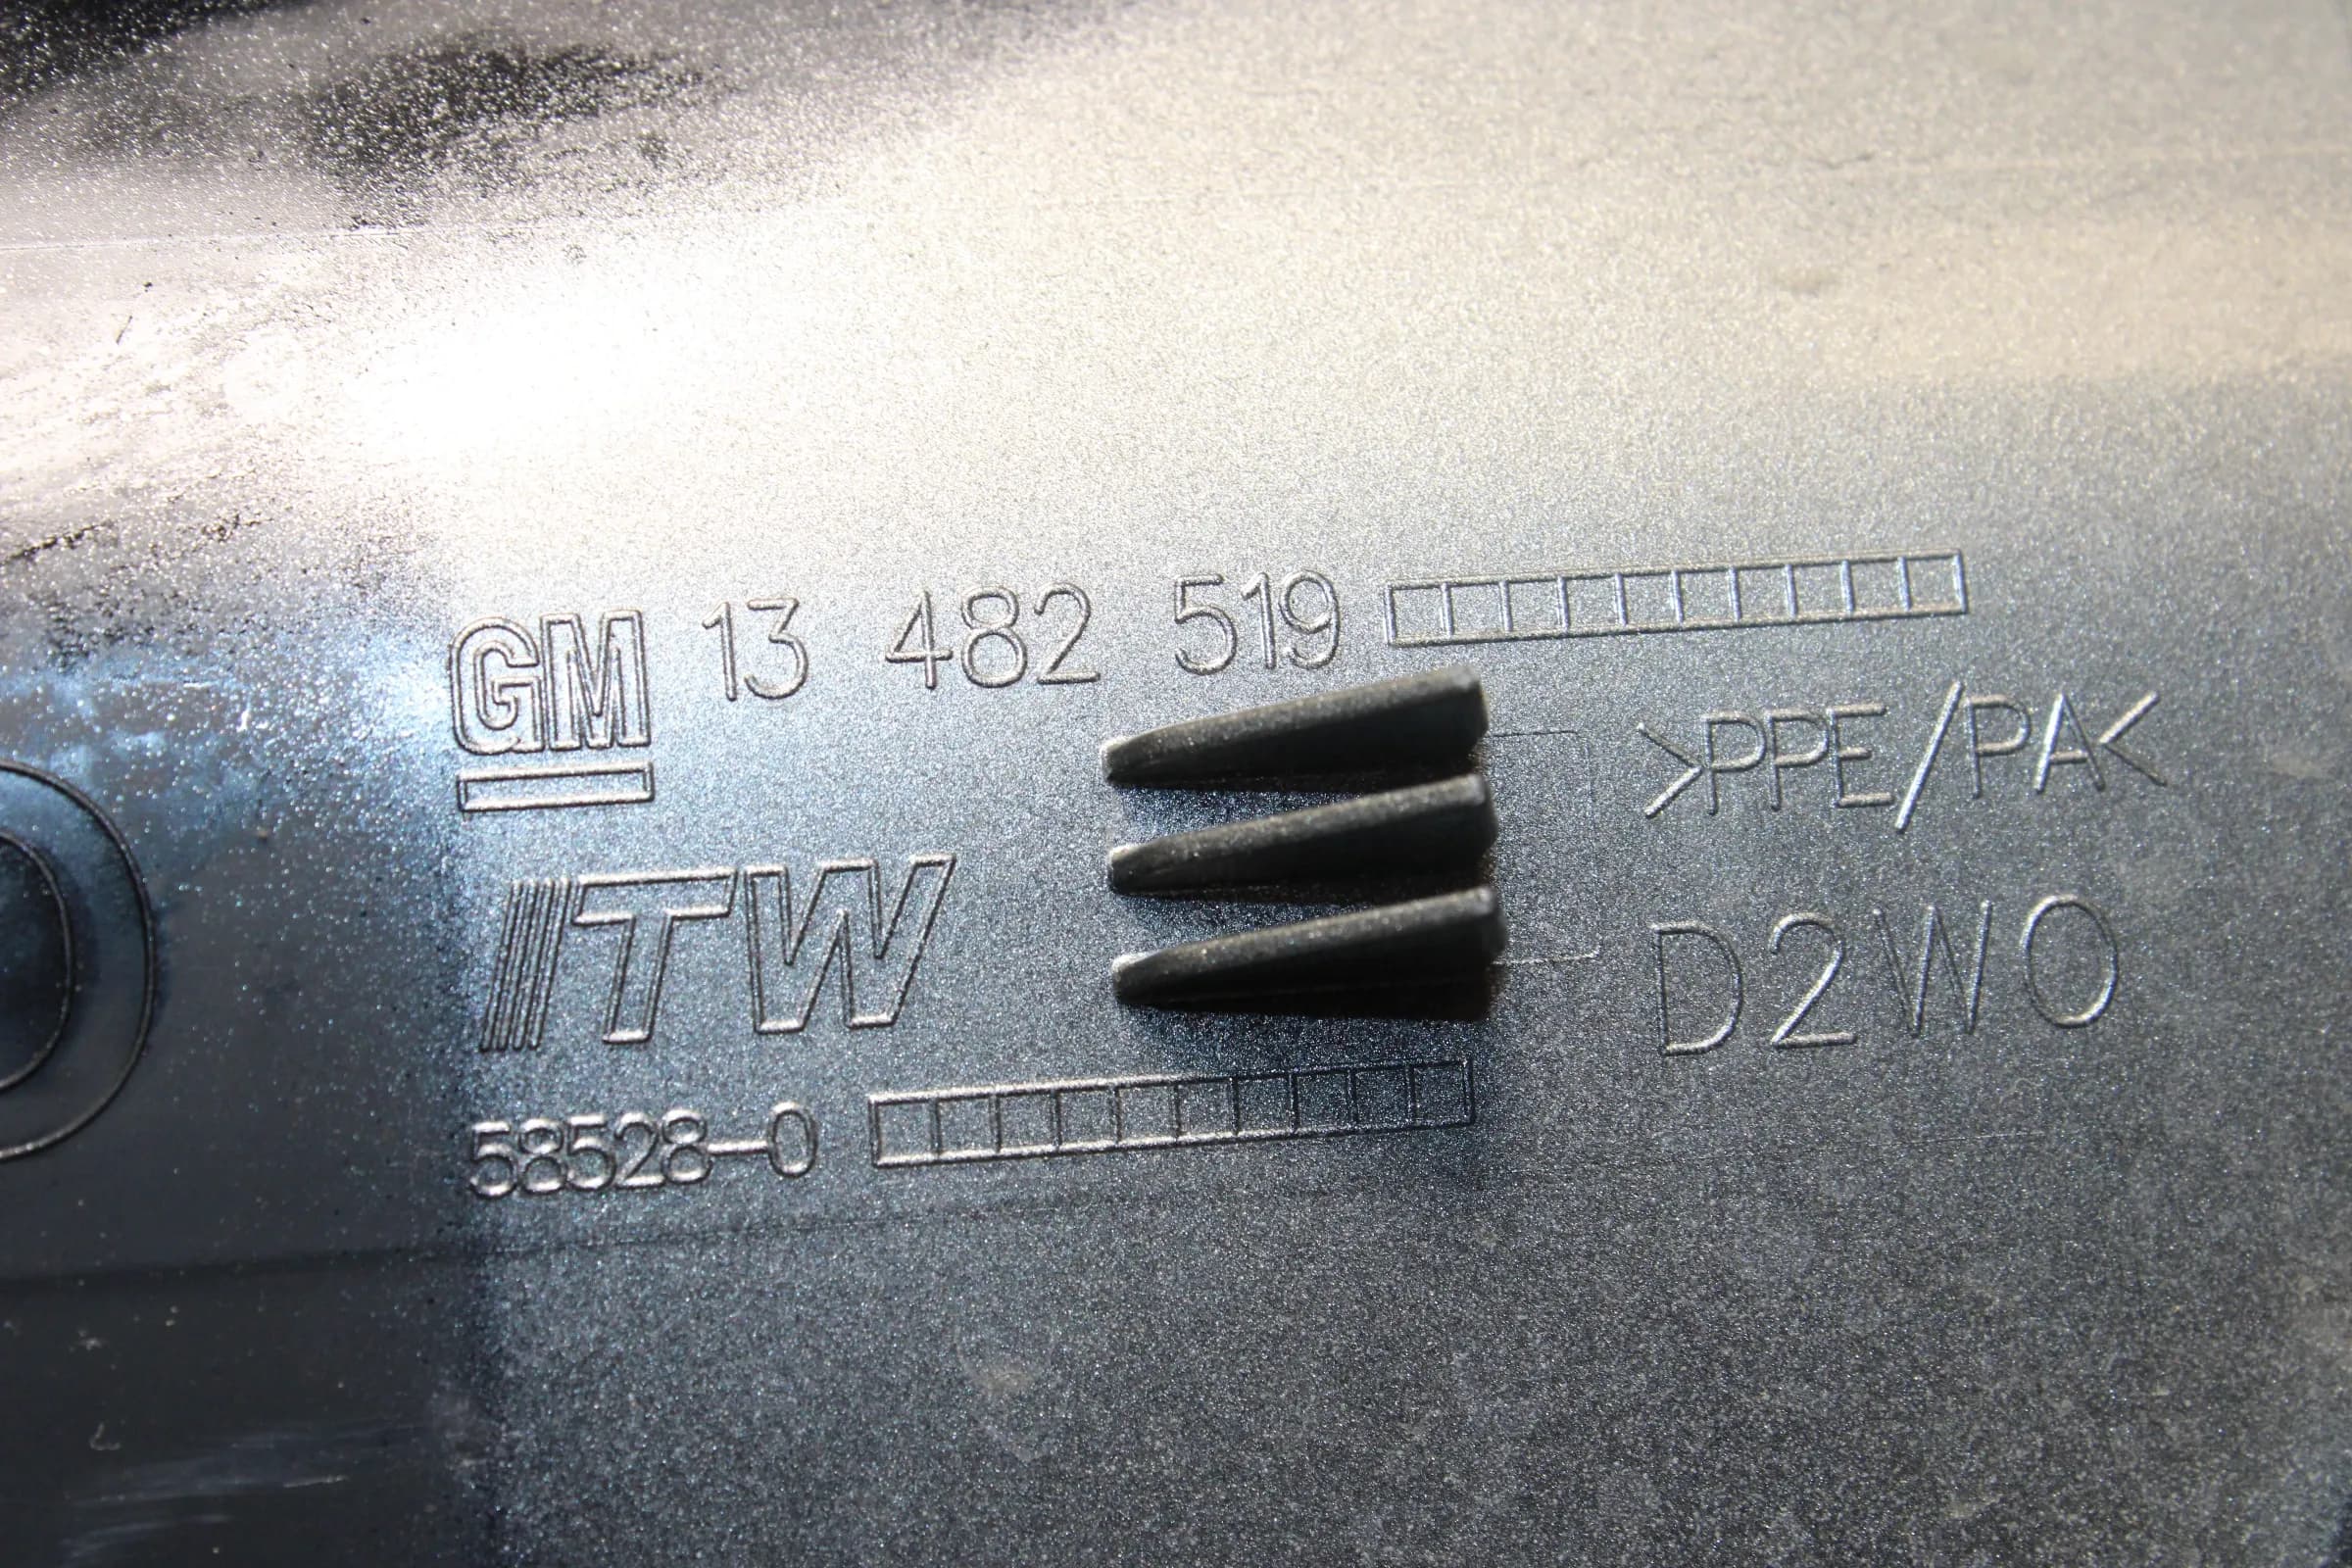 GM 13 482 519
>PPE/PA<
ITW
D2WO
58528-0